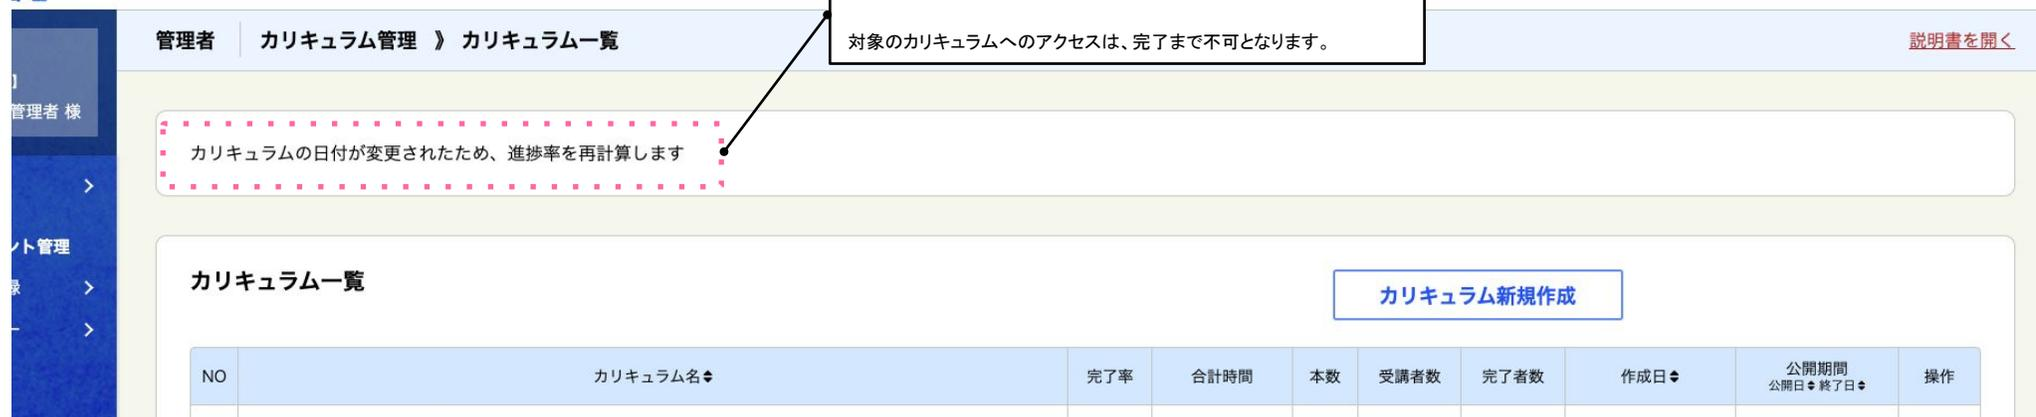 対象のカリキュラムへのアクセスは、完了まで不可となります。
管理者 カリキュラム管理 》 カリキュラム一覧
説明書を開く
】
管理者 様
カリキュラムの日付が変更されたため、進捗率を再計算します
ント管理
カリキュラム一覧
カリキュラム新規作成
NO カリキュラム名 完了率 合計時間 本数 受講者数 完了者数 作成日 公開期間 操作
公開日 終了日